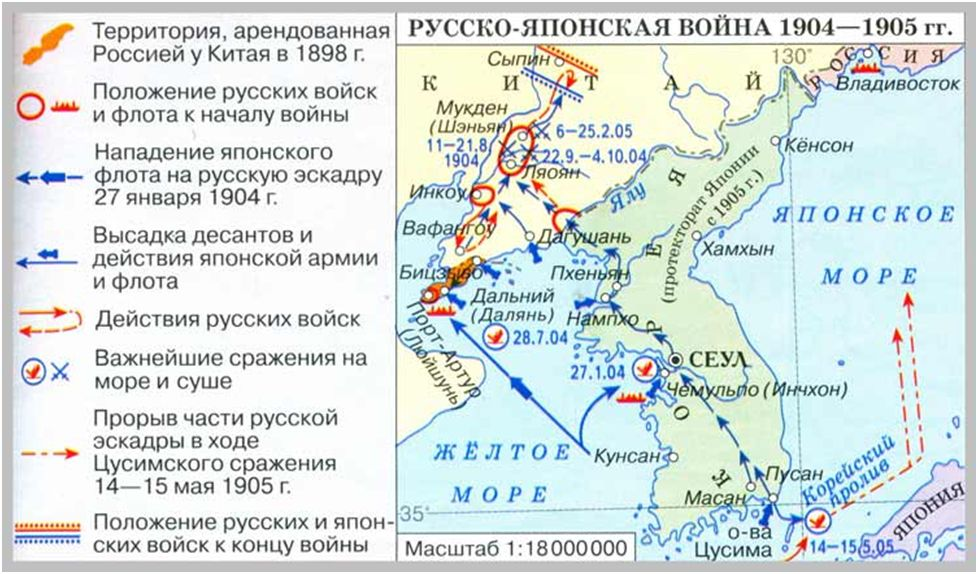 Территория, арендованная
Россией у Китая в 1898 г.
Положение русских войск
и флота к началу войны
Нападение японского
флота на русскую эскадру
27 января 1904 г.
Высадка десантов и
действия японской армии
и флота
Действия русских войск
Важнейшие сражения на
море и суше
Прорыв части русской
эскадры в ходе
Цусимского сражения
14—15 мая 1905 г.
Положение русских и япон-
ских войск к концу войны
РУССКО-ЯПОНСКАЯ ВОЙНА 1904—1905 гг.
Сыпин
130°
РОССИЯ
КИТАЙ
Владивосток
Мукден
(Шэньян)
6—25.2.05
11—21.8
1904
22.9.—4.10.04
Ляоян
Кёнсон
Инкоу
Ялу
ЯПОНСКОЕ
МОРЕ
Вафангоу
Дагушань
КОРЕЯ
(протекторат Японии
с 1905 г.)
Хамхын
Бицзыво
Пхеньян
Дальний
(Далянь)
Нампхо
Порт-Артур
(Люйшунь)
28.7.04
СЕУЛ
27.1.04
Чемульпо (Инчхон)
ЖЁЛТОЕ
МОРЕ
Кунсан
Пусан
Масан
Корейский
пролив
35°
ЯПОНИЯ
о-ва
Цусима
14—15.5.05
Масштаб 1:18 000 000